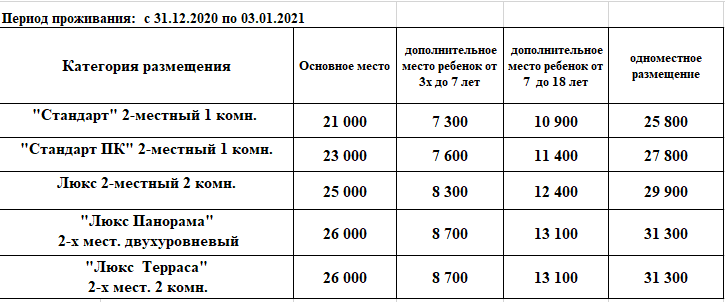 Период проживания: с 31.12.2020 по 03.01.2021
Категория размещения Основное место дополнительное место ребенок от 3х до 7 лет дополнительное место ребенок от 7 до 18 лет одноместное размещение
"Стандарт" 2-местный 1 комн. 21 000 7 300 10 900 25 800
"Стандарт ПК" 2-местный 1 комн. 23 000 7 600 11 400 27 800
Люкс 2-местный 2 комн. 25 000 8 300 12 400 29 900
"Люкс Панорама"
2-х мест. двухуровневый 26 000 8 700 13 100 31 300
"Люкс Терраса"
2-х мест. 2 комн. 26 000 8 700 13 100 31 300